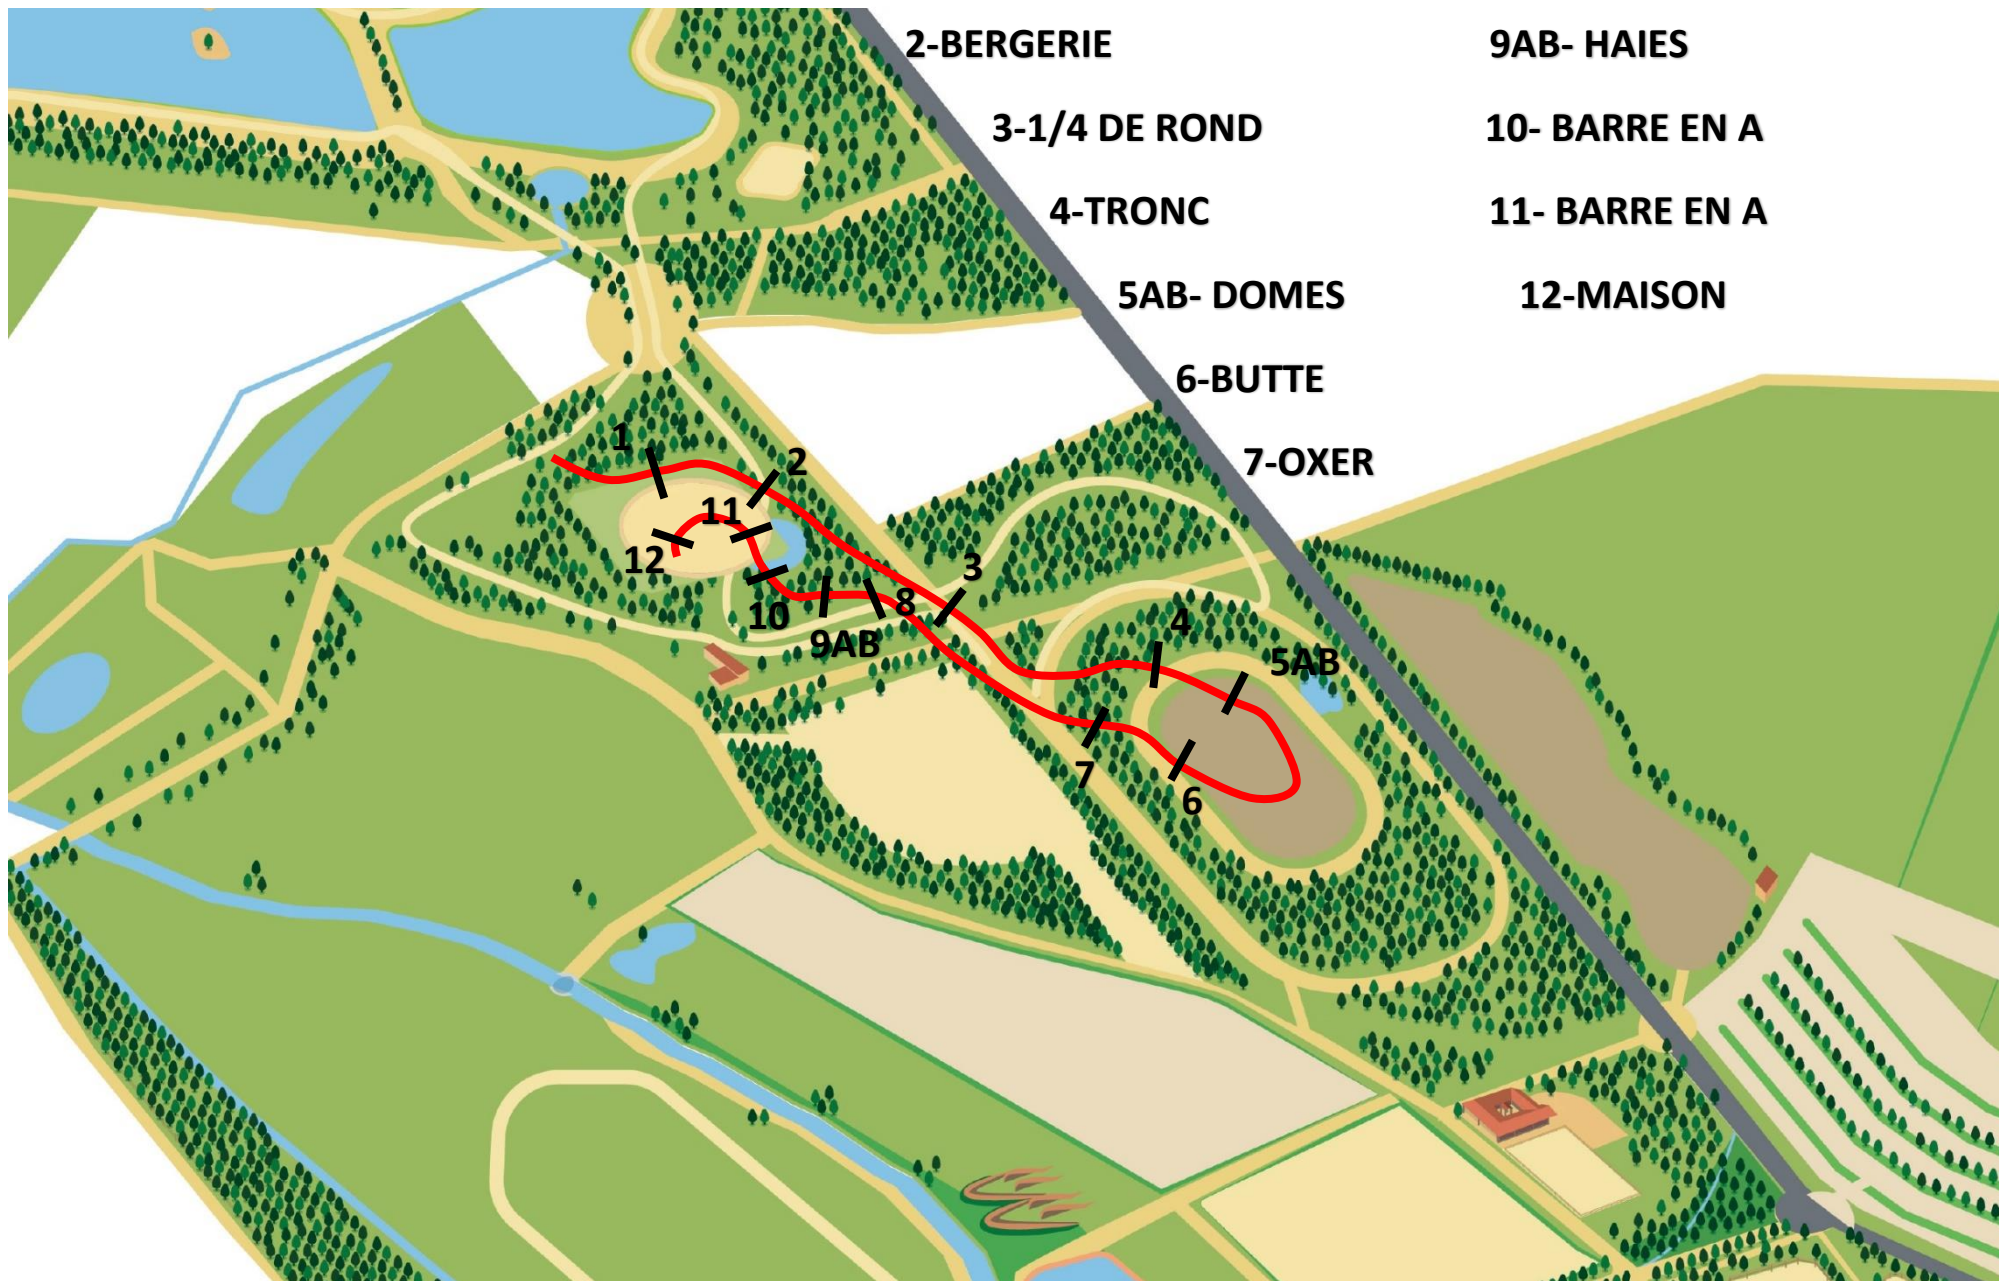 2-BERGERIE
3-1/4 DE ROND
4-TRONC
5AB- DOMES
6-BUTTE
7-OXER
9AB- HAIES
10- BARRE EN A
11- BARRE EN A
12-MAISON
1
2
11
12
3
8
10
9AB
4
5AB
7
6